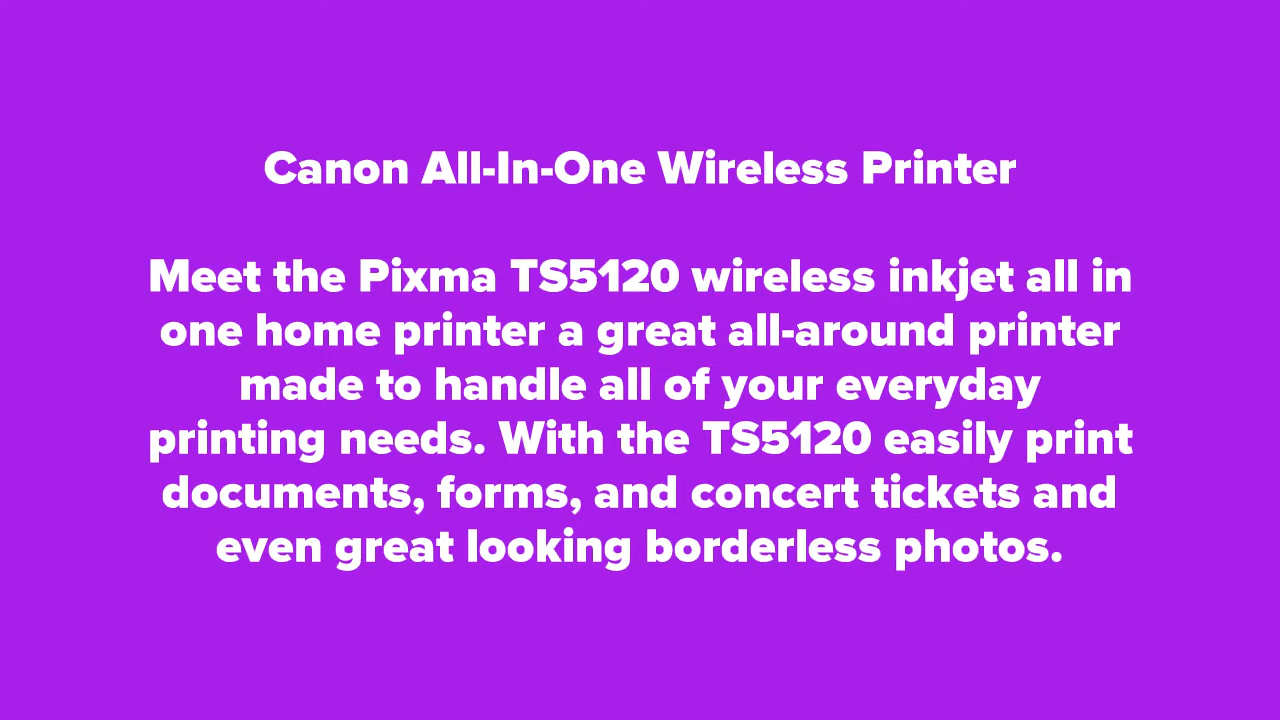 Canon All-In-One Wireless Printer
Meet the Pixma TS5120 wireless inkjet all in
one home printer a great all-around printer
made to handle all of your everyday
printing needs. With the TS5120 easily print
documents, forms, and concert tickets and
even great looking borderless photos.